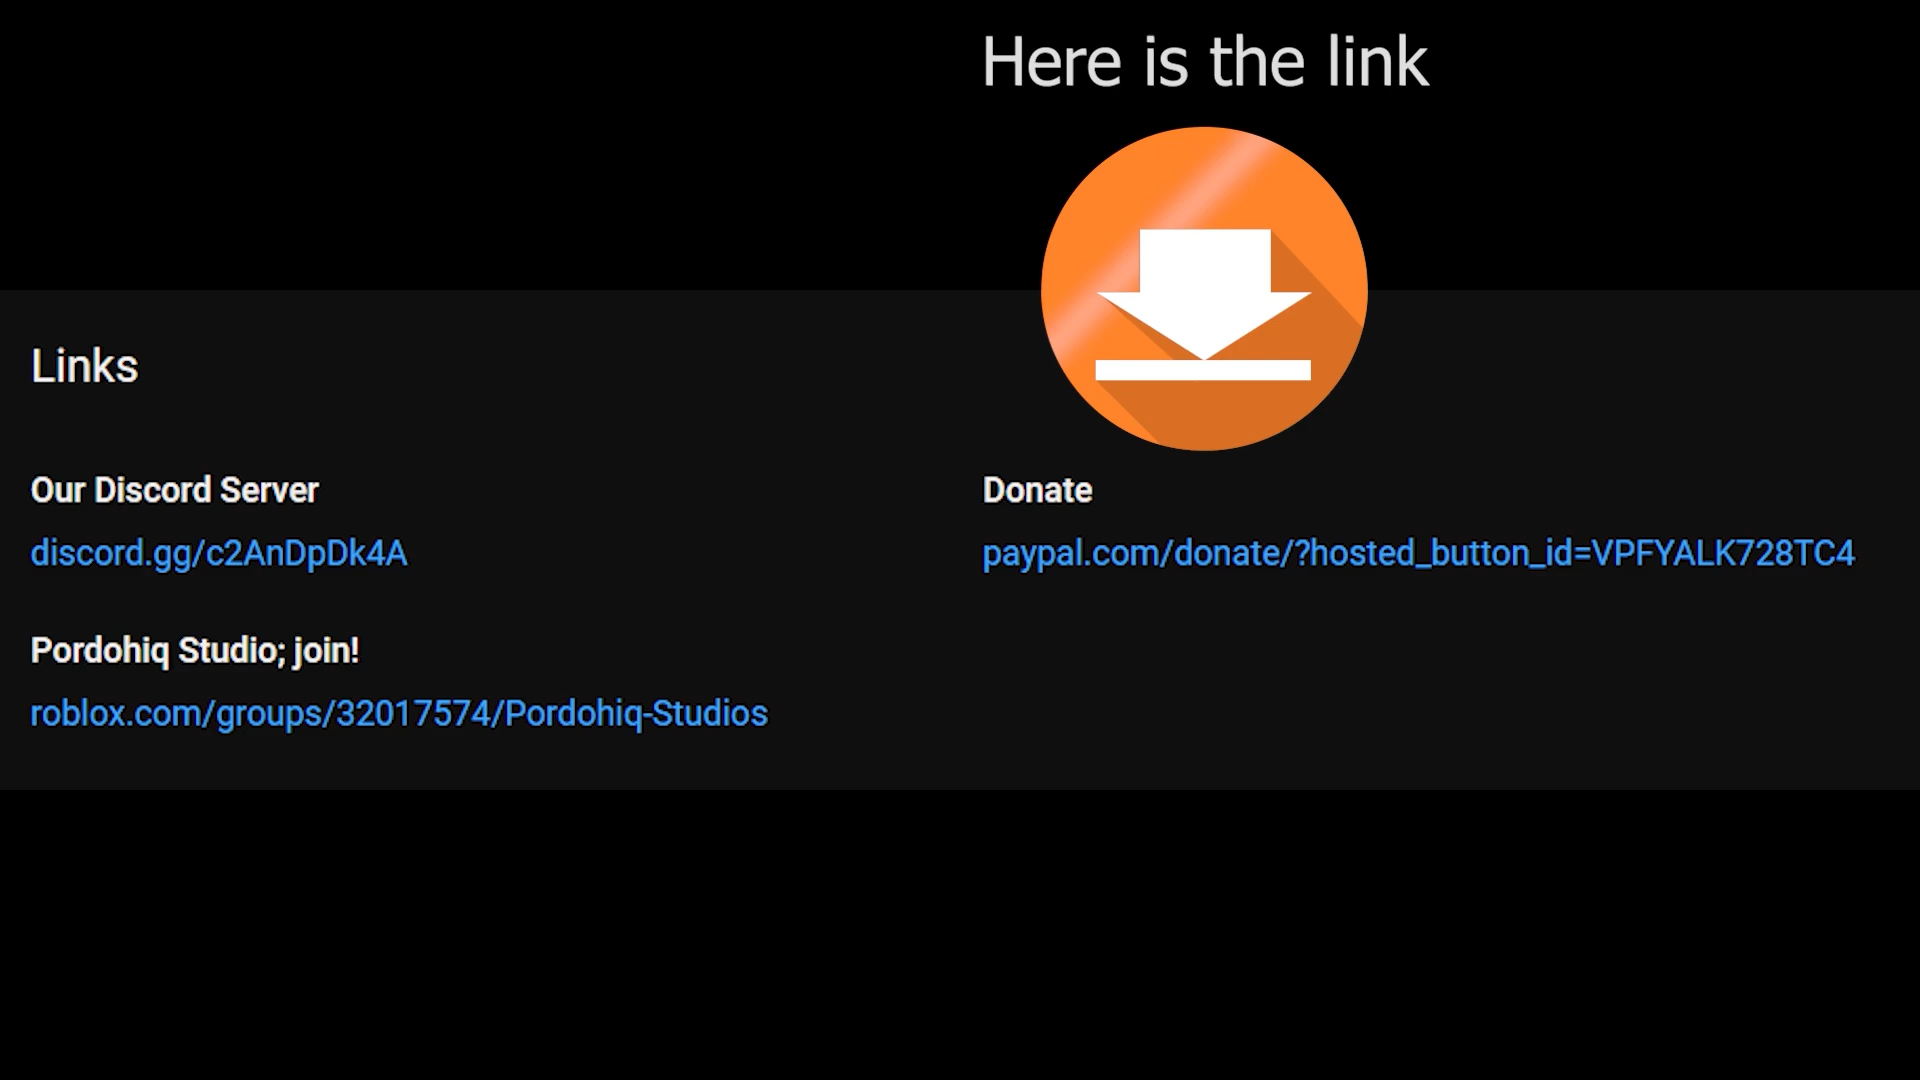 Here is the link
Links
Our Discord Server
discord.gg/c2AnDpDk4A
Donate
paypal.com/donate/?hosted_button_id=VPFYALK728TC4
Pordohiq Studio; join!
roblox.com/groups/32017574/Pordohiq-Studios